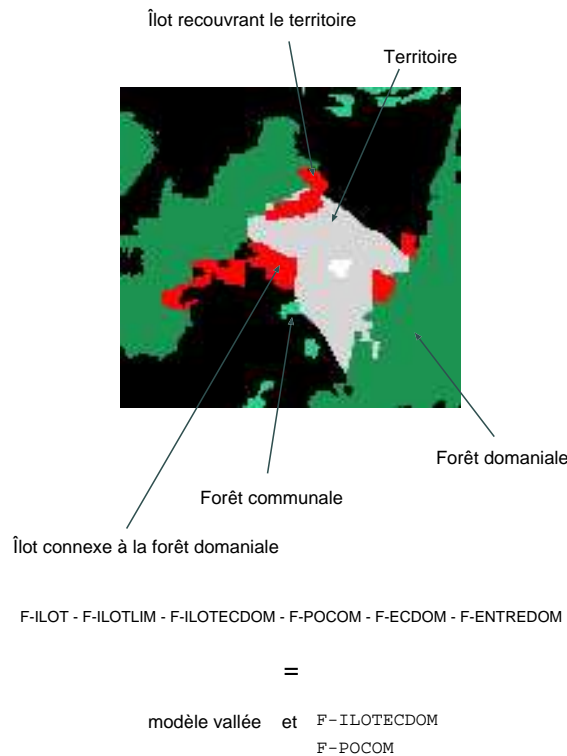 Îlot recouvrant le territoire
Territoire
Forêt domaniale
Forêt communale
Îlot connexe à la forêt domaniale
F-ILOT - F-ILOTLIM - F-ILOTECDOM - F-POCOM - F-ECDOM - F-ENTREDOM
=
modèle vallée et F-ILOTECDOM
F-POCOM